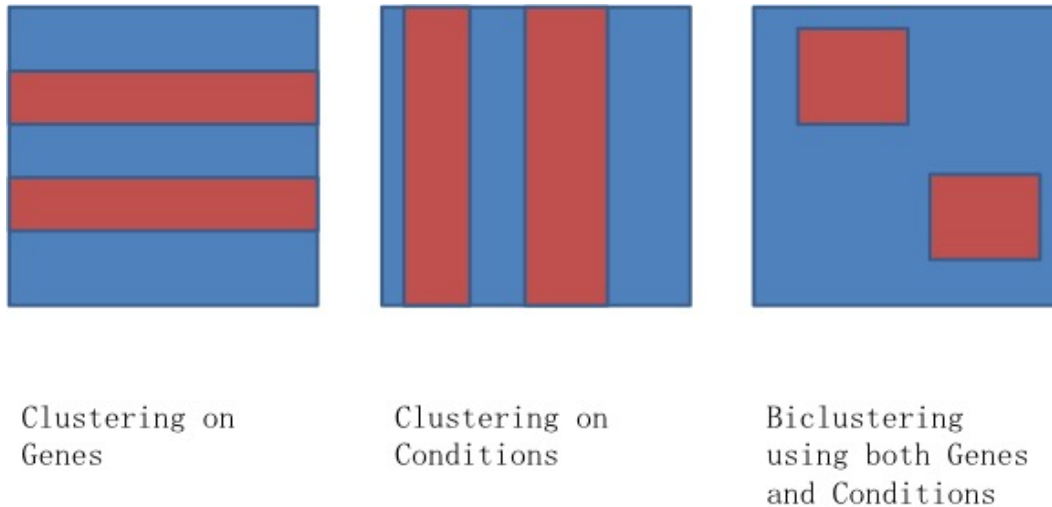 Clustering on
Genes
Clustering on
Conditions
Biclustering
using both Genes
and Conditions